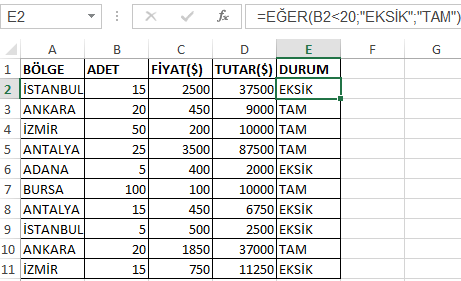 E2 =EĞER(B2<20;"EKSİK";"TAM")
A B C D E F G
1 BÖLGE ADET FİYAT($) TUTAR($) DURUM
2 İSTANBUL 15 2500 37500 EKSİK
3 ANKARA 20 450 9000 TAM
4 İZMİR 50 200 10000 TAM
5 ANTALYA 25 3500 87500 TAM
6 ADANA 5 400 2000 EKSİK
7 BURSA 100 100 10000 TAM
8 ANTALYA 15 450 6750 EKSİK
9 İSTANBUL 5 500 2500 EKSİK
10 ANKARA 20 1850 37000 TAM
11 İZMİR 15 750 11250 EKSİK